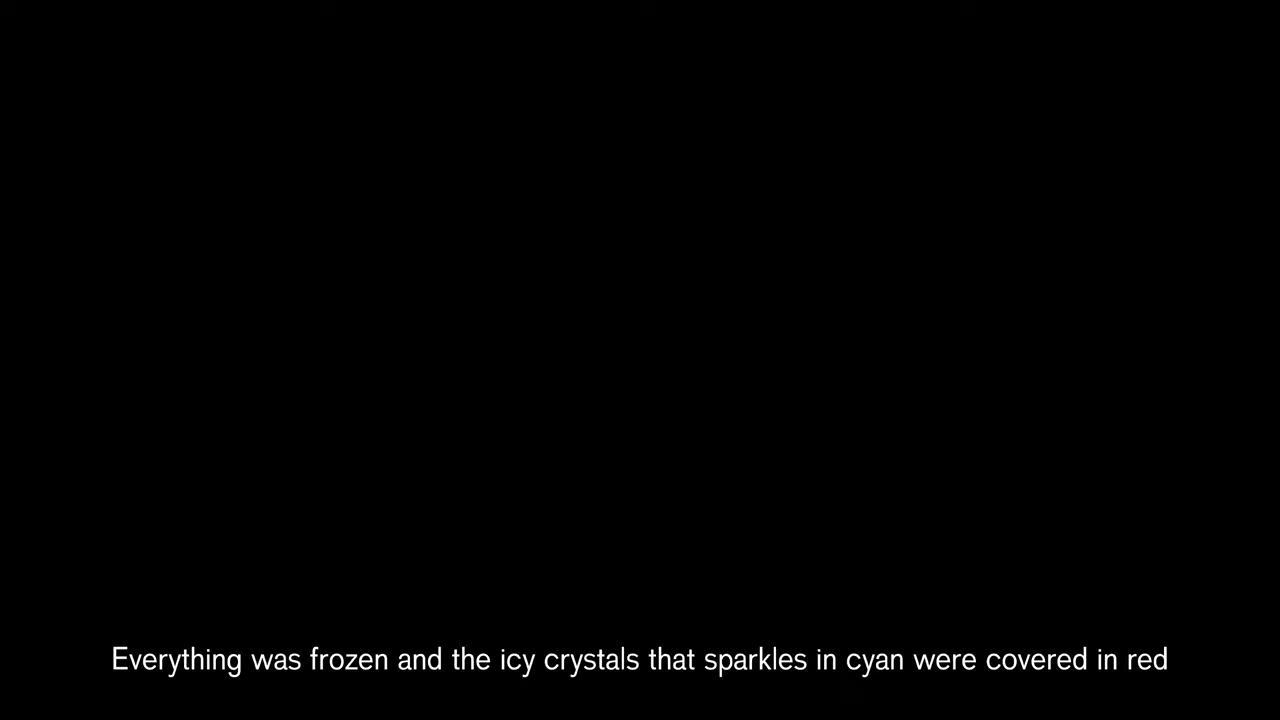 Everything was frozen and the icy crystals that sparkles in cyan were covered in red